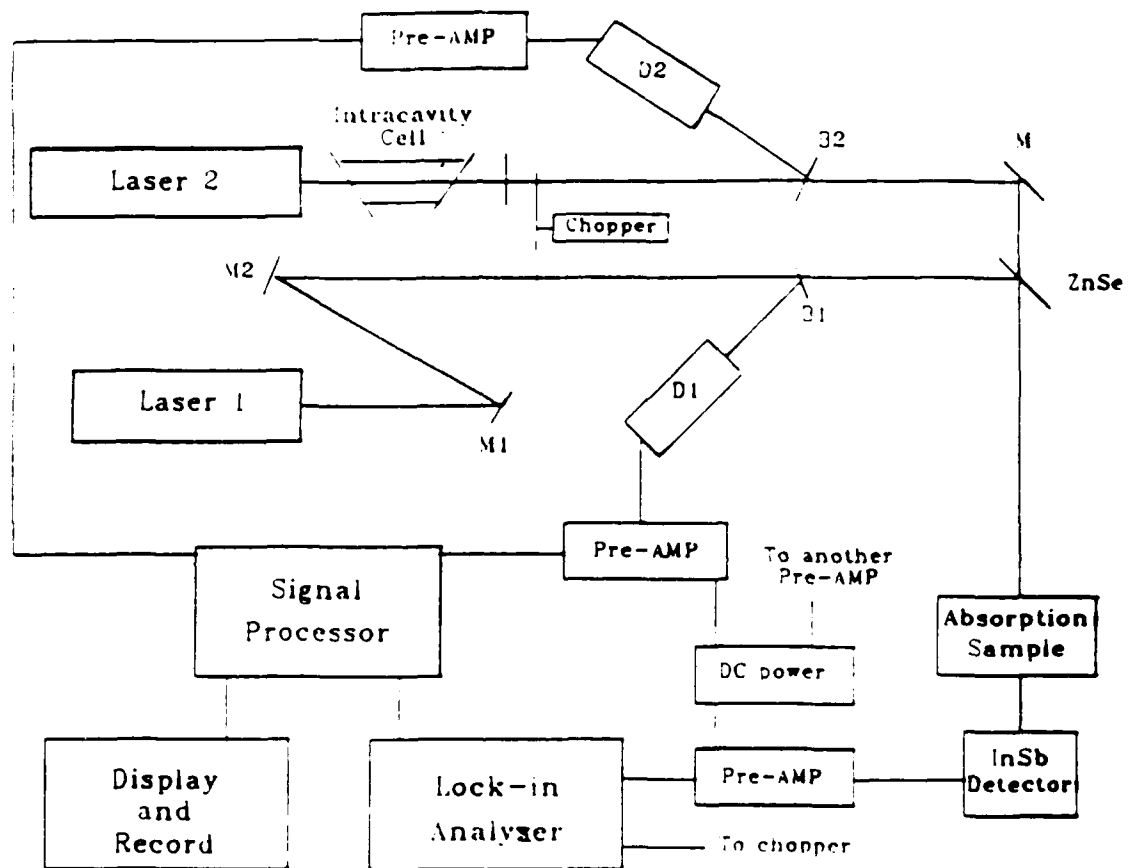 Pre-AMP
D2
Intracavity
Cell
B2
M
Laser 2
Chopper
M2
ZnSe
B1
Laser 1
D1
M1
Pre-AMP
To another
Pre-AMP
Signal
Processor
Absorption
Sample
DC power
InSb
Detector
Pre-AMP
Display
and
Record
Lock-in
Analyzer
To chopper